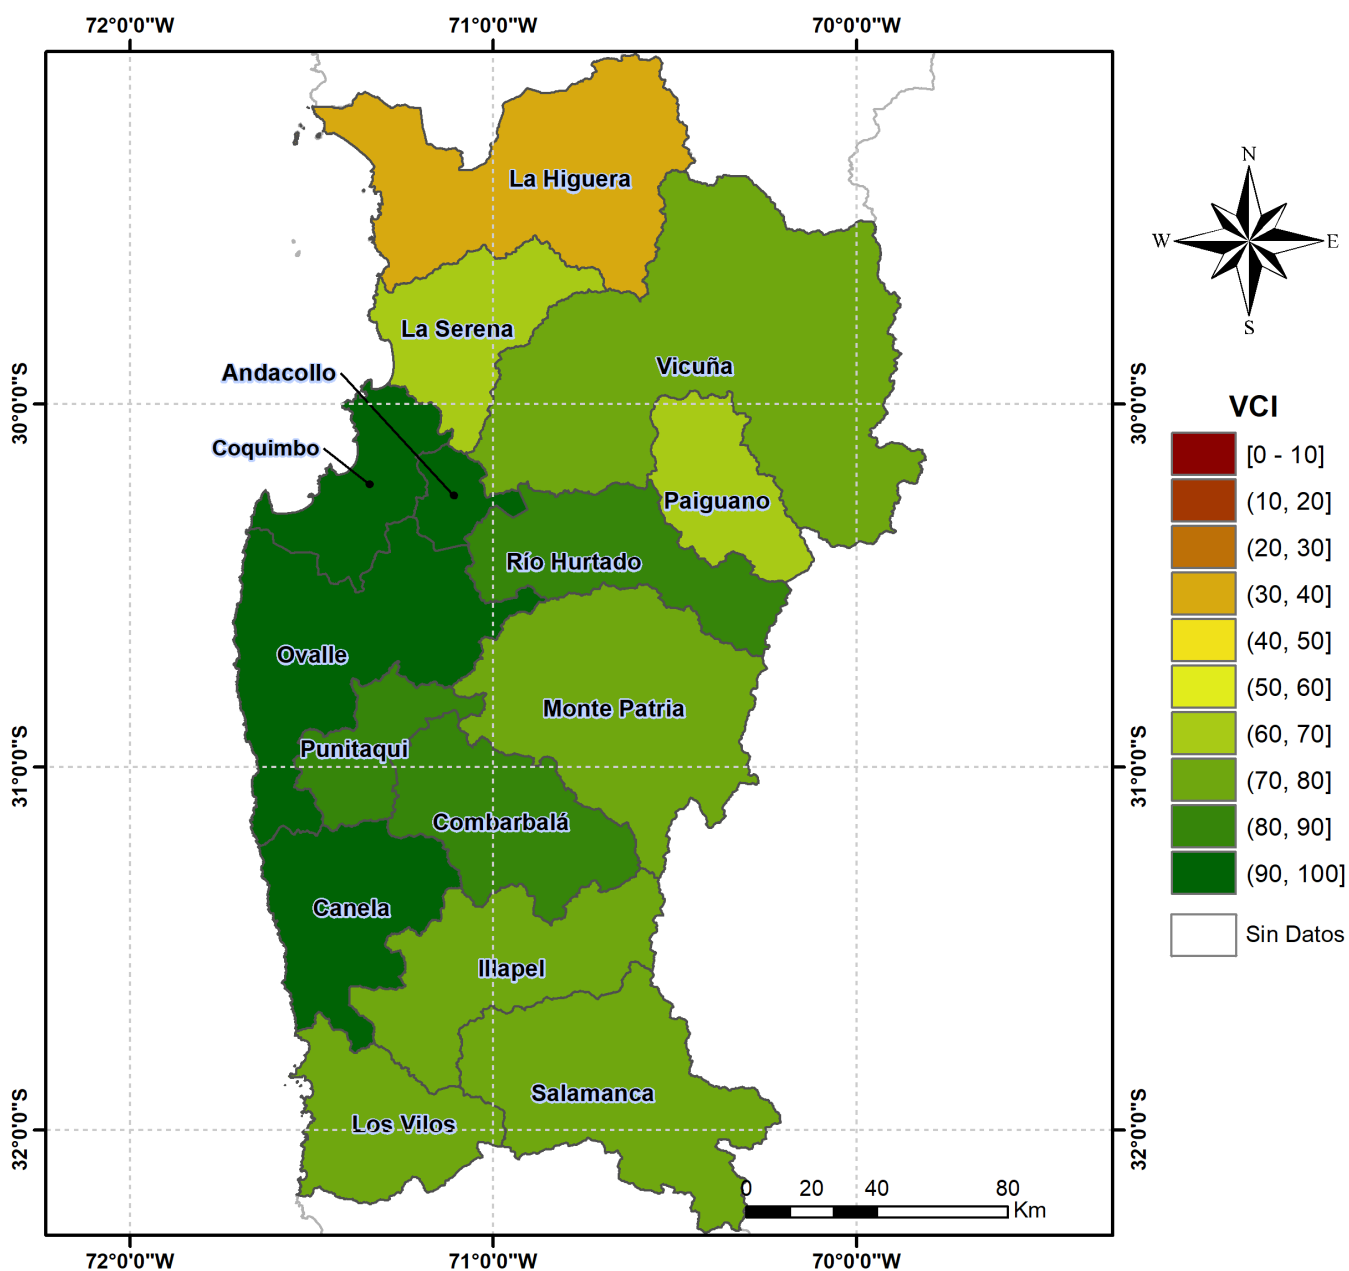 72°0'0"W 71°0'0"W 70°0'0"W
N
W E
S
La Higuera
La Serena
Andacollo
Vicuña
Coquimbo
Paiguano
Río Hurtado
Ovalle
Monte Patria
Punitaqui
Combarbalá
Canela
Illapel
Salamanca
Los Vilos
30°0'0"S
31°0'0"S
32°0'0"S
30°0'0"S
31°0'0"S
32°0'0"S
VCI
[0 - 10]
(10, 20]
(20, 30]
(30, 40]
(40, 50]
(50, 60]
(60, 70]
(70, 80]
(80, 90]
(90, 100]
Sin Datos
0 20 40 80
Km
72°0'0"W 71°0'0"W 70°0'0"W